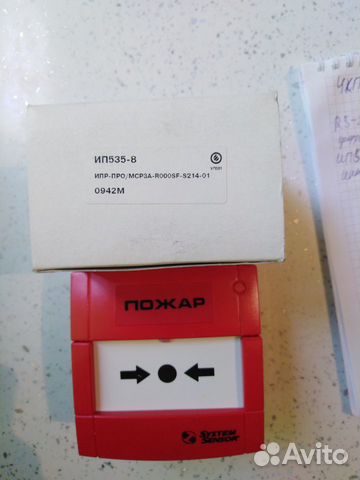 ИП535-8
ИПР-ПРО/MCP3A-R000SF-S214-01
0942M
ПОЖАР
SYSTEM
SENSOR
Avito